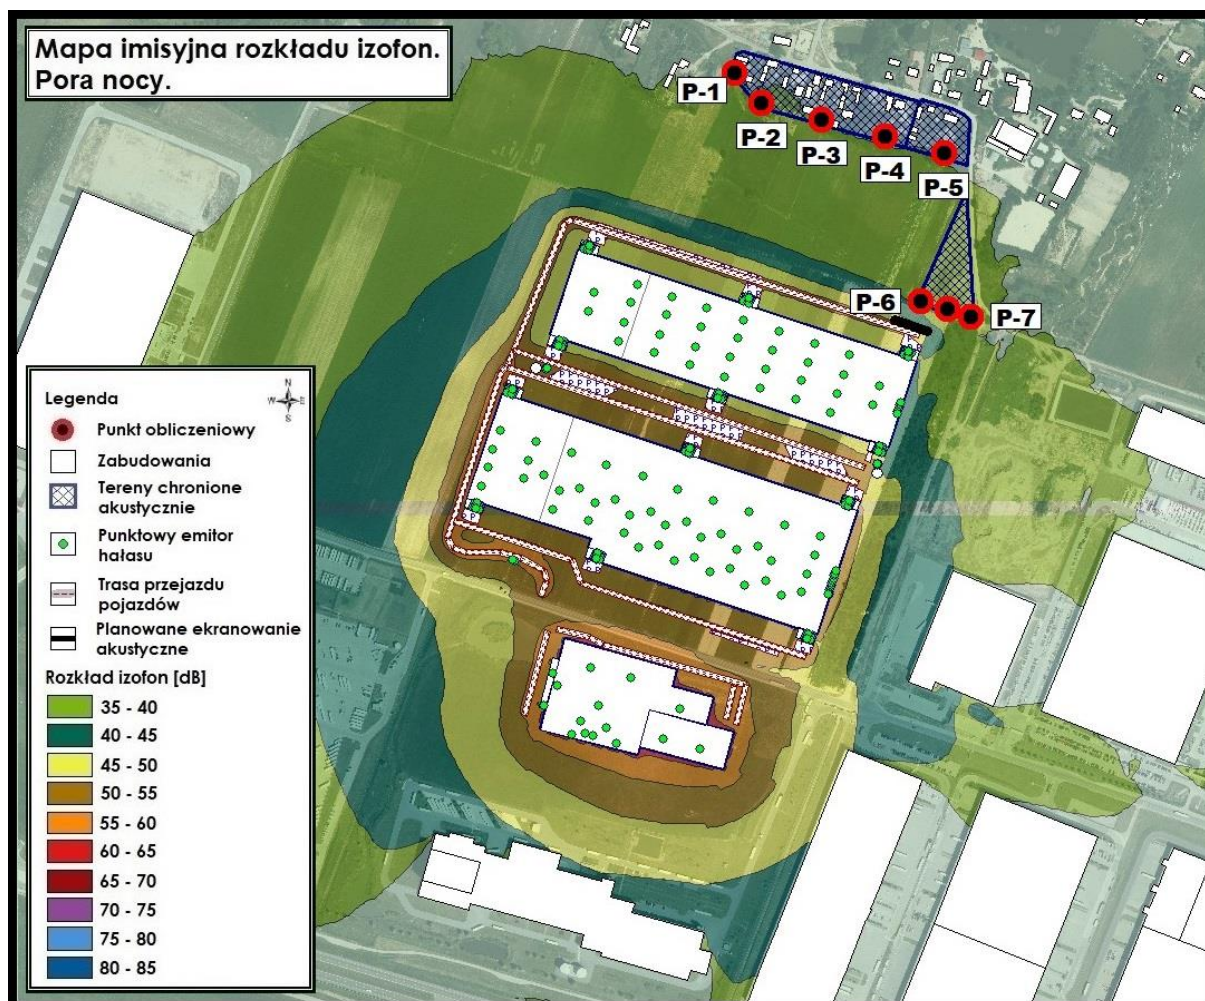 Mapa imisyjna rozkładu izofon.
Pora nocy.
P-1
P-2
P-3
P-4
P-5
P-6
P-7
Legenda
N
W E
S
Punkt obliczeniowy
Zabudowania
Tereny chronione
akustycznie
Punktowy emitor
hałasu
Trasa przejazdu
pojazdów
Planowane ekranowanie
akustyczne
Rozkład izofon [dB]
35 - 40
40 - 45
45 - 50
50 - 55
55 - 60
60 - 65
65 - 70
70 - 75
75 - 80
80 - 85